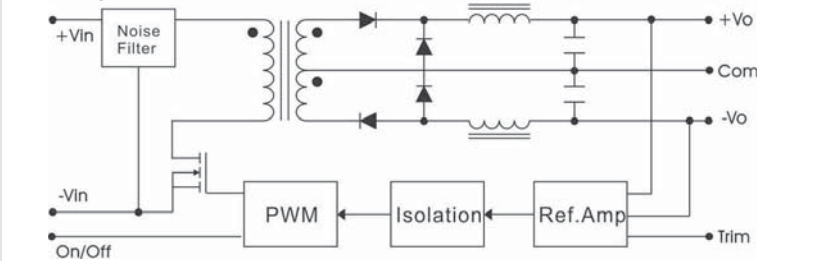 +Vin
Noise
Filter
+Vo
Com
-Vo
-Vin
PWM
Isolation
Ref.Amp
Trim
On/Off